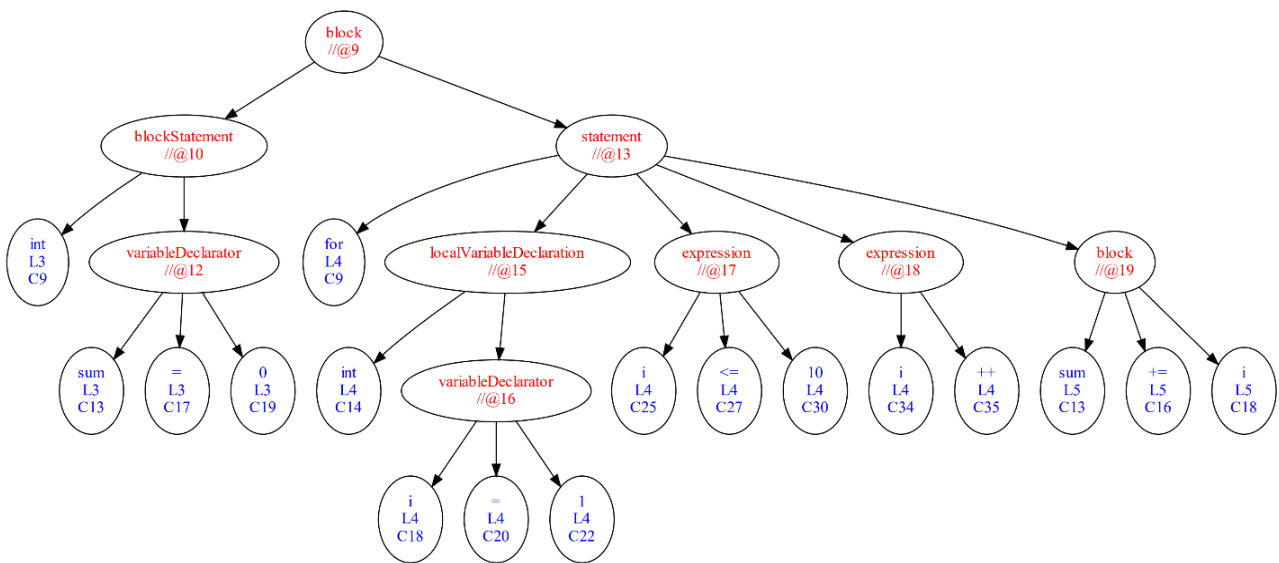 block
//@9
blockStatement
//@10
statement
//@13
int
L3
C9
variableDeclarator
//@12
for
L4
C9
localVariableDeclaration
//@15
expression
//@17
expression
//@18
block
//@19
sum
L3
C13
=
L3
C17
0
L3
C19
int
L4
C14
variableDeclarator
//@16
i
L4
C25
<=
L4
C27
10
L4
C30
i
L4
C34
++
L4
C35
sum
L5
C13
+=
L5
C16
i
L5
C18
i
L4
C18
=
L4
C20
1
L4
C22